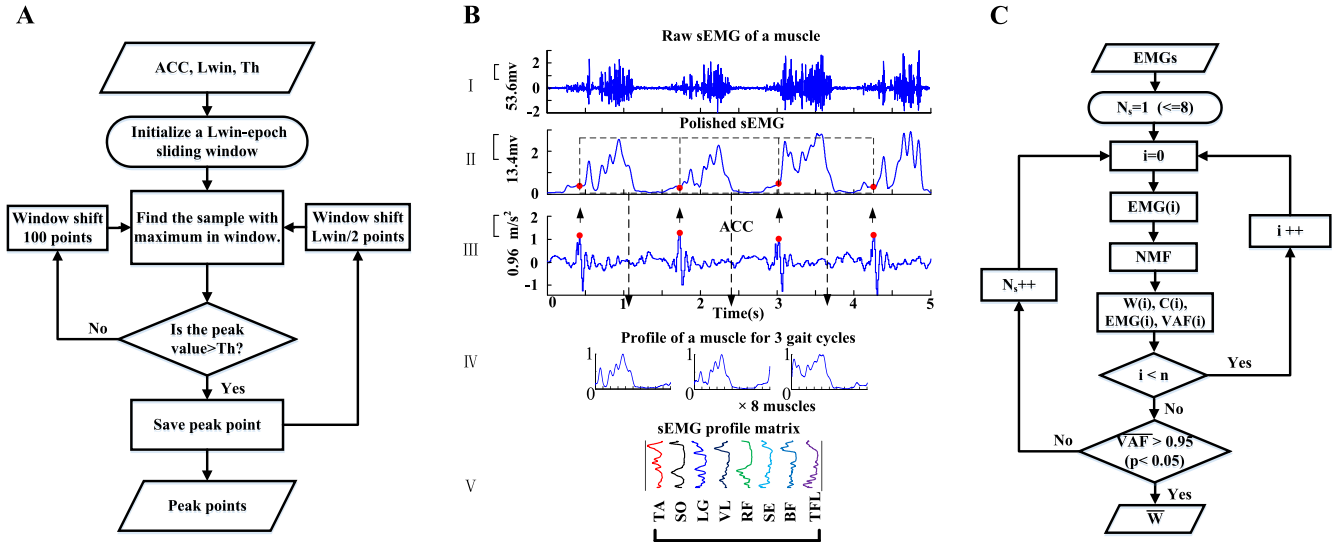 A
ACC, Lwin, Th
Initialize a Lwin-epoch
sliding window
Window shift
100 points
Find the sample with
maximum in window.
Window shift
Lwin/2 points
No
Is the peak
value>Th?
Yes
Save peak point
Peak points
B
Raw sEMG of a muscle
I
53.6mv
2
0
-2
Polished sEMG
II
13.4mv
2
1
0
III
0.96 m/s²
ACC
2
1
0
-1
0
1
2
3
4
5
Time(s)
IV
Profile of a muscle for 3 gait cycles
1
0
1
0
1
0
× 8 muscles
sEMG profile matrix
V
TA
SO
LG
VL
RF
SE
BF
TFL
C
EMGs
Nₛ=1 (<=8)
i=0
EMG(i)
NMF
Nₛ++
i ++
W(i), C(i),
EMG(i), VAF(i)
i < n
Yes
No
V̅A̅F̅ > 0.95
(p< 0.05)
No
Yes
W̅